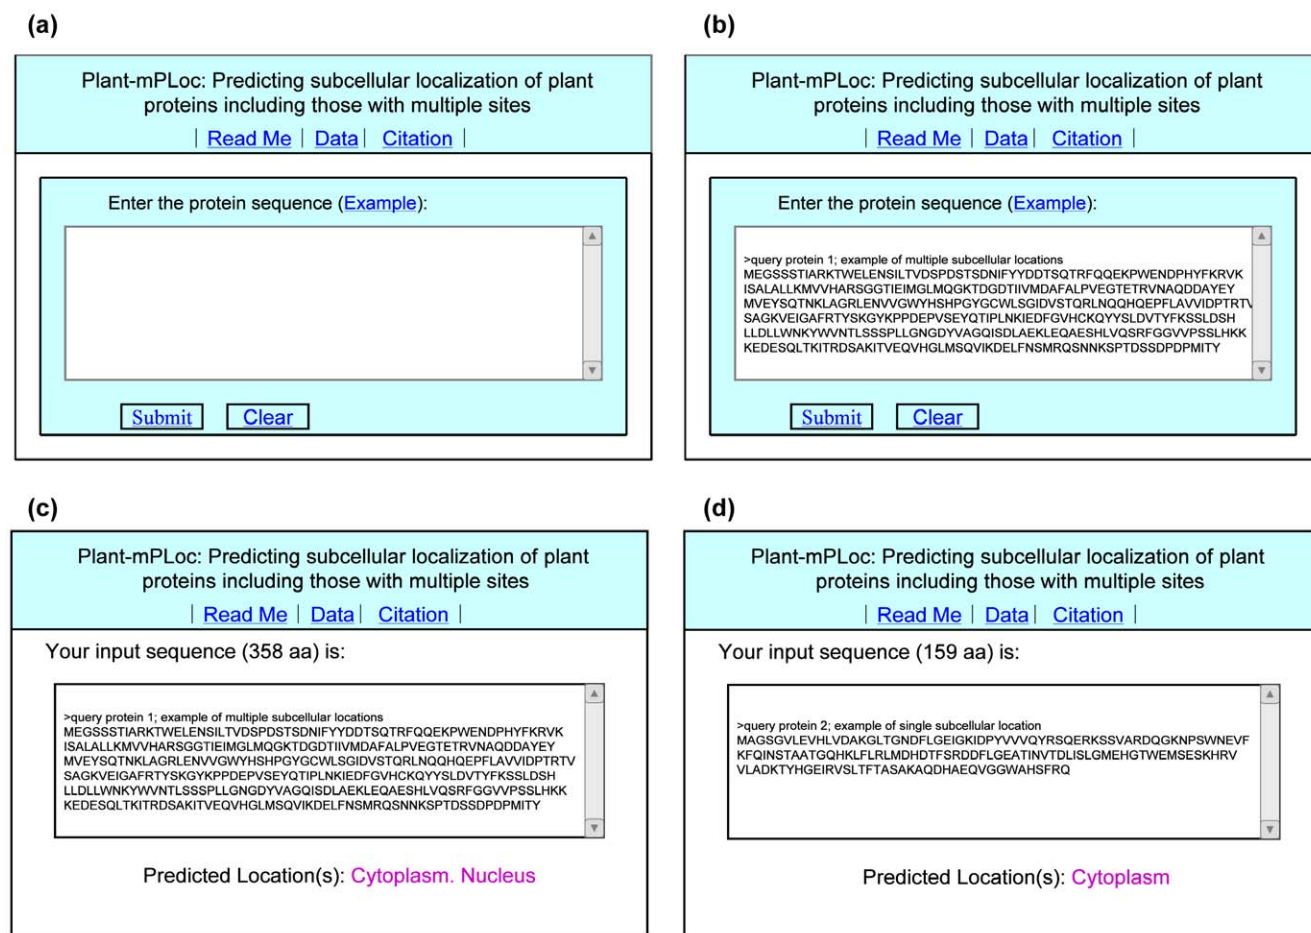 (a)
Plant-mPLoc: Predicting subcellular localization of plant
proteins including those with multiple sites
| Read Me | Data | Citation |
Enter the protein sequence (Example):
Submit Clear
(b)
Plant-mPLoc: Predicting subcellular localization of plant
proteins including those with multiple sites
| Read Me | Data | Citation |
Enter the protein sequence (Example):
>query protein 1; example of multiple subcellular locations
MEGSSSTIARKTWELENSILTVDSPDSTSDNIFYYDDTSQTRFQQEKPWENDPHYFKRVK
ISALALLKMVVHARSGGTIEIMGLMQGKTDGDTIIVMDAFALPVEGTETRVNAQDDAYEY
MVEYSQTNKLAGRLENVVGWYHSHPGYGCWLSGIDVSTQRLNQQHQEPFLAVVIDPTRTV
SAGKVEIGAFRTYSKGYKPPDEPVSEYQTIPLNKIEDFGVHCKQYYSLDVTYFKSSLDSH
LLDLLWNKYWVNTLSSSPLLGNGDYVAGQISDLAEKLEQAESHLVQSRFGGVVPSSLHKK
KEDESQLTKITRDSAKITVEQVHGLMSQVIKDELFNSMRQSNNKSPTDSSDPDPMITY
Submit Clear
(c)
Plant-mPLoc: Predicting subcellular localization of plant
proteins including those with multiple sites
| Read Me | Data | Citation |
Your input sequence (358 aa) is:
>query protein 1; example of multiple subcellular locations
MEGSSSTIARKTWELENSILTVDSPDSTSDNIFYYDDTSQTRFQQEKPWENDPHYFKRVK
ISALALLKMVVHARSGGTIEIMGLMQGKTDGDTIIVMDAFALPVEGTETRVNAQDDAYEY
MVEYSQTNKLAGRLENVVGWYHSHPGYGCWLSGIDVSTQRLNQQHQEPFLAVVIDPTRTV
SAGKVEIGAFRTYSKGYKPPDEPVSEYQTIPLNKIEDFGVHCKQYYSLDVTYFKSSLDSH
LLDLLWNKYWVNTLSSSPLLGNGDYVAGQISDLAEKLEQAESHLVQSRFGGVVPSSLHKK
KEDESQLTKITRDSAKITVEQVHGLMSQVIKDELFNSMRQSNNKSPTDSSDPDPMITY
Predicted Location(s): Cytoplasm. Nucleus
(d)
Plant-mPLoc: Predicting subcellular localization of plant
proteins including those with multiple sites
| Read Me | Data | Citation |
Your input sequence (159 aa) is:
>query protein 2; example of single subcellular location
MAGSGVLEVHLVDAKGLTGNDFLGEIGKIDPYVVVQYRSQERKSSVARDQGKNPSWNEVF
KFQINSTAATGQHKLFLRLMDHDTFSRDDFLGEATINVTDLISLGMEHGTWEMSESKHRV
VLADKTYHGEIRVSLTFTASAKAQDHAEQVGGWAHSFRQ
Predicted Location(s): Cytoplasm